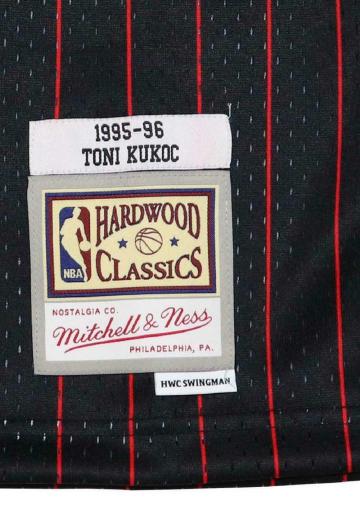 1995-96
TONI KUKOC
HARDWOOD
CLASSICS
NBA
NOSTALGIA CO.
Mitchell & Ness
PHILADELPHIA, PA.
HWC SWINGMAN